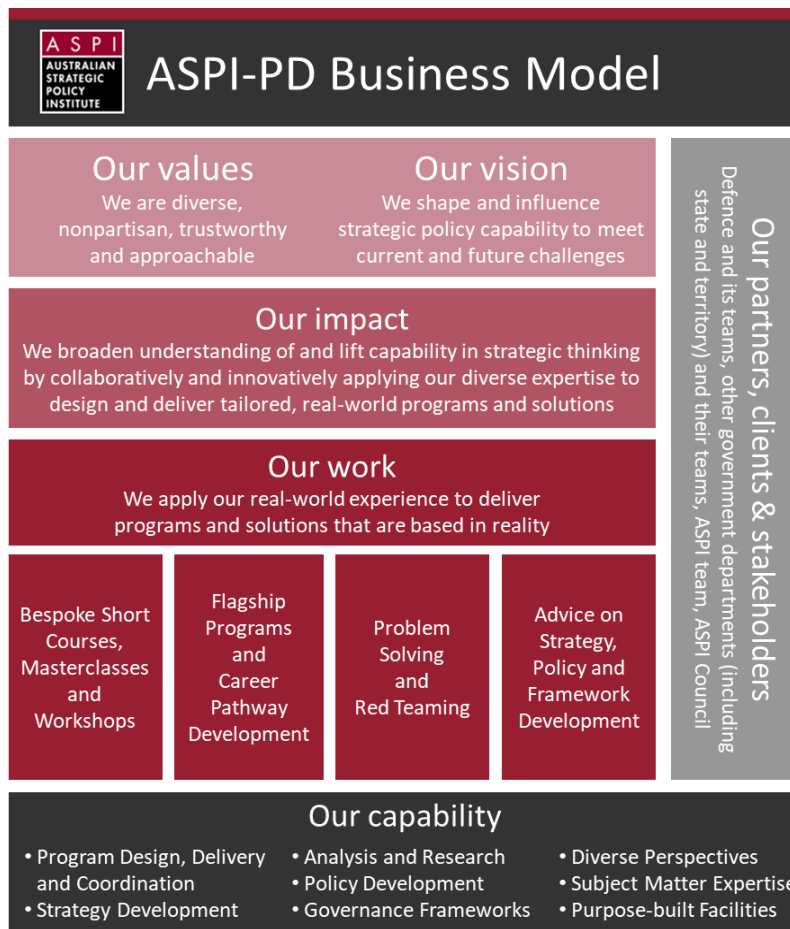 ASPI
AUSTRALIAN
STRATEGIC
POLICY
INSTITUTE
ASPI-PD Business Model
Our values
We are diverse,
nonpartisan, trustworthy
and approachable
Our vision
We shape and influence
strategic policy capability to meet
current and future challenges
Our impact
We broaden understanding of and lift capability in strategic thinking
by collaboratively and innovatively applying our diverse expertise to
design and deliver tailored, real-world programs and solutions
Our work
We apply our real-world experience to deliver
programs and solutions that are based in reality
Bespoke Short
Courses,
Masterclasses
and
Workshops
Flagship
Programs
and
Career
Pathway
Development
Problem
Solving
and
Red Teaming
Advice on
Strategy,
Policy and
Framework
Development
Our partners, clients & stakeholders
Defence and its teams, other government departments (including
state and territory) and their teams, ASPI team, ASPI Council
Our capability
• Program Design, Delivery
and Coordination
• Strategy Development
• Analysis and Research
• Policy Development
• Governance Frameworks
• Diverse Perspectives
• Subject Matter Expertise
• Purpose-built Facilities